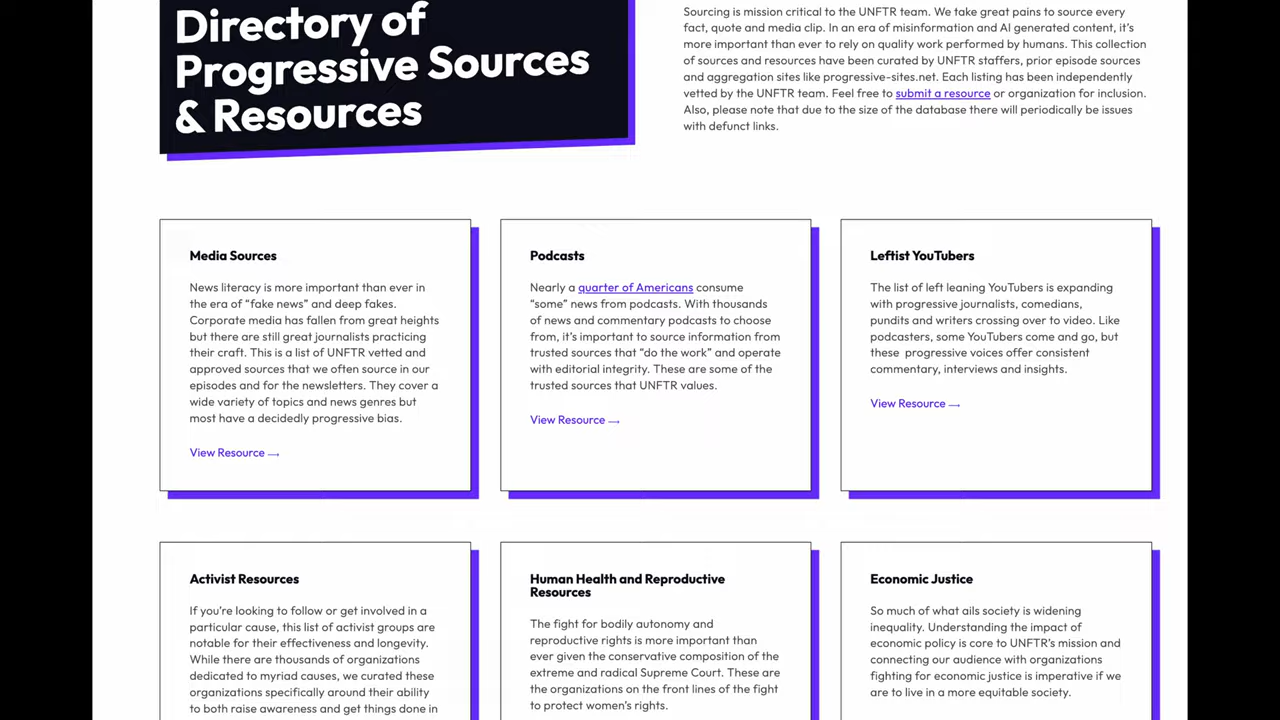 Directory of
Progressive Sources
& Resources
Sourcing is mission critical to the UNFTR team. We take great pains to source every
fact, quote and media clip. In an era of misinformation and AI generated content, it's
more important than ever to rely on quality work performed by humans. This collection
of sources and resources have been curated by UNFTR staffers, prior episode sources
and aggregation sites like progressive-sites.net. Each listing has been independently
vetted by the UNFTR team. Feel free to submit a resource or organization for inclusion.
Also, please note that due to the size of the database there will periodically be issues
with defunct links.
Media Sources
News literacy is more important than ever in
the era of “fake news” and deep fakes.
Corporate media has fallen from great heights
but there are still great journalists practicing
their craft. This is a list of UNFTR vetted and
approved sources that we often source in our
episodes and for the newsletters. They cover a
wide variety of topics and news genres but
most have a decidedly progressive bias.
View Resource →
Podcasts
Nearly a quarter of Americans consume
“some” news from podcasts. With thousands
of news and commentary podcasts to choose
from, it's important to source information from
trusted sources that “do the work” and operate
with editorial integrity. These are some of the
trusted sources that UNFTR values.
View Resource →
Leftist YouTubers
The list of left leaning YouTubers is expanding
with progressive journalists, comedians,
pundits and writers crossing over to video. Like
podcasters, some YouTubers come and go, but
these progressive voices offer consistent
commentary, interviews and insights.
View Resource →
Activist Resources
If you're looking to follow or get involved in a
particular cause, this list of activist groups are
notable for their effectiveness and longevity.
While there are thousands of organizations
dedicated to myriad causes, we curated these
organizations specifically around their ability
to both raise awareness and get things done in
Human Health and Reproductive
Resources
The fight for bodily autonomy and
reproductive rights is more important than
ever given the conservative composition of the
extreme and radical Supreme Court. These are
the organizations on the front lines of the fight
to protect women's rights.
Economic Justice
So much of what ails society is widening
inequality. Understanding the impact of
economic policy is core to UNFTR's mission and
connecting our audience with organizations
fighting for economic justice is imperative if we
are to live in a more equitable society.